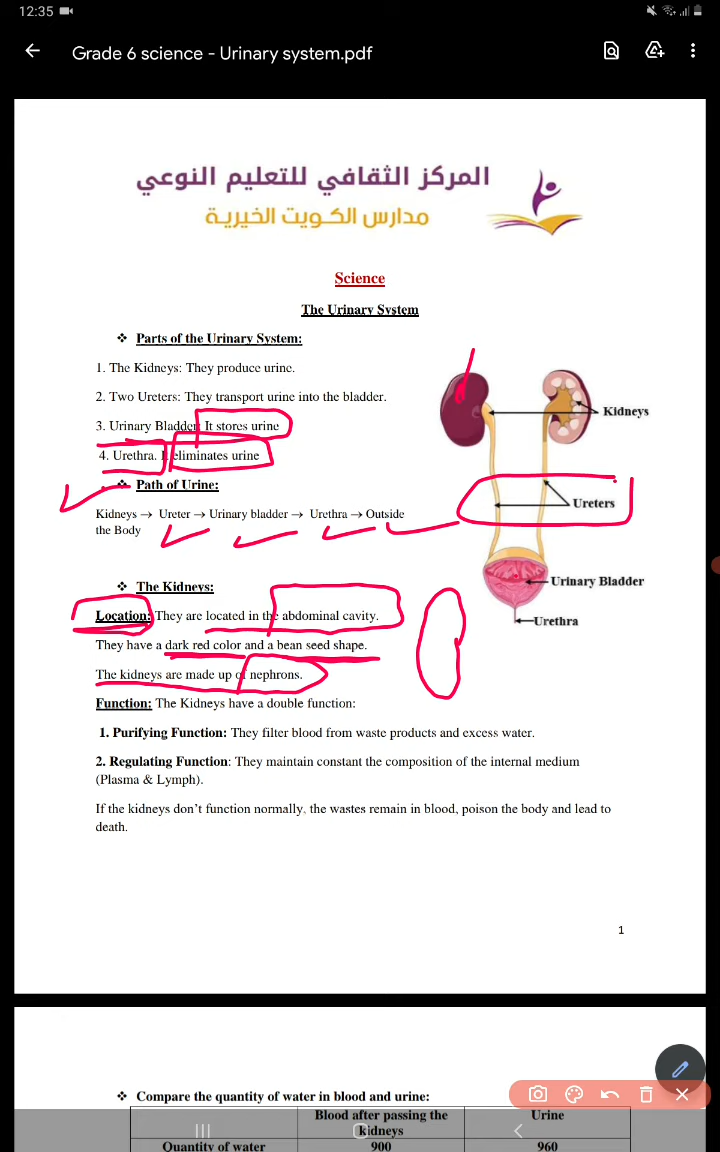 12:35
Grade 6 science - Urinary system.pdf
المركز الثقافي للتعليم النوعي
مدارس الكويت الخيرية
Science
The Urinary System
❖ Parts of the Urinary System:
1. The Kidneys: They produce urine.
2. Two Ureters: They transport urine into the bladder.
3. Urinary Bladder: It stores urine
4. Urethra. It eliminates urine
❖ Path of Urine:
Kidneys → Ureter → Urinary bladder → Urethra → Outside
the Body
Kidneys
Ureters
Urinary Bladder
Urethra
❖ The Kidneys:
Location: They are located in the abdominal cavity.
They have a dark red color and a bean seed shape.
The kidneys are made up of nephrons.
Function: The Kidneys have a double function:
1. Purifying Function: They filter blood from waste products and excess water.
2. Regulating Function: They maintain constant the composition of the internal medium
(Plasma & Lymph).
If the kidneys don't function normally, the wastes remain in blood, poison the body and lead to
death.
1
❖ Compare the quantity of water in blood and urine:
Blood after passing the
kidneys
Urine
Quantity of water
900
960